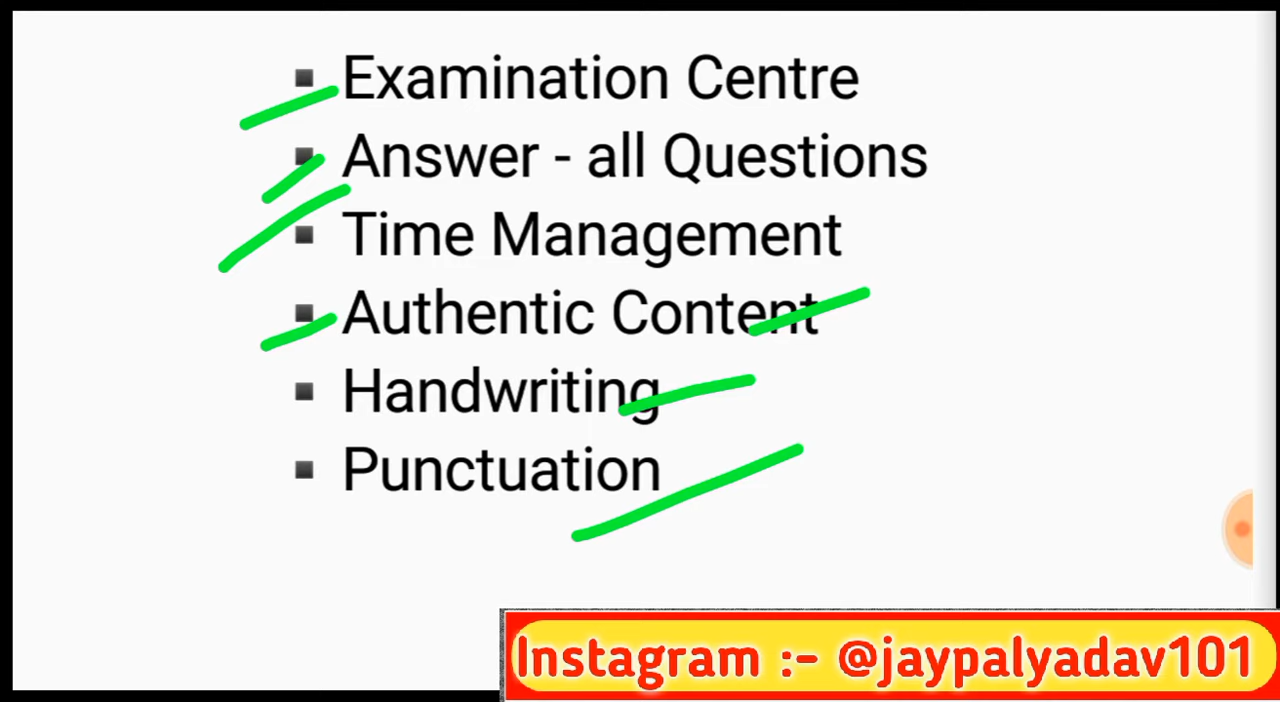 ▪ Examination Centre
▪ Answer - all Questions
▪ Time Management
▪ Authentic Content
▪ Handwriting
▪ Punctuation
Instagram :- @jaypalyadav101